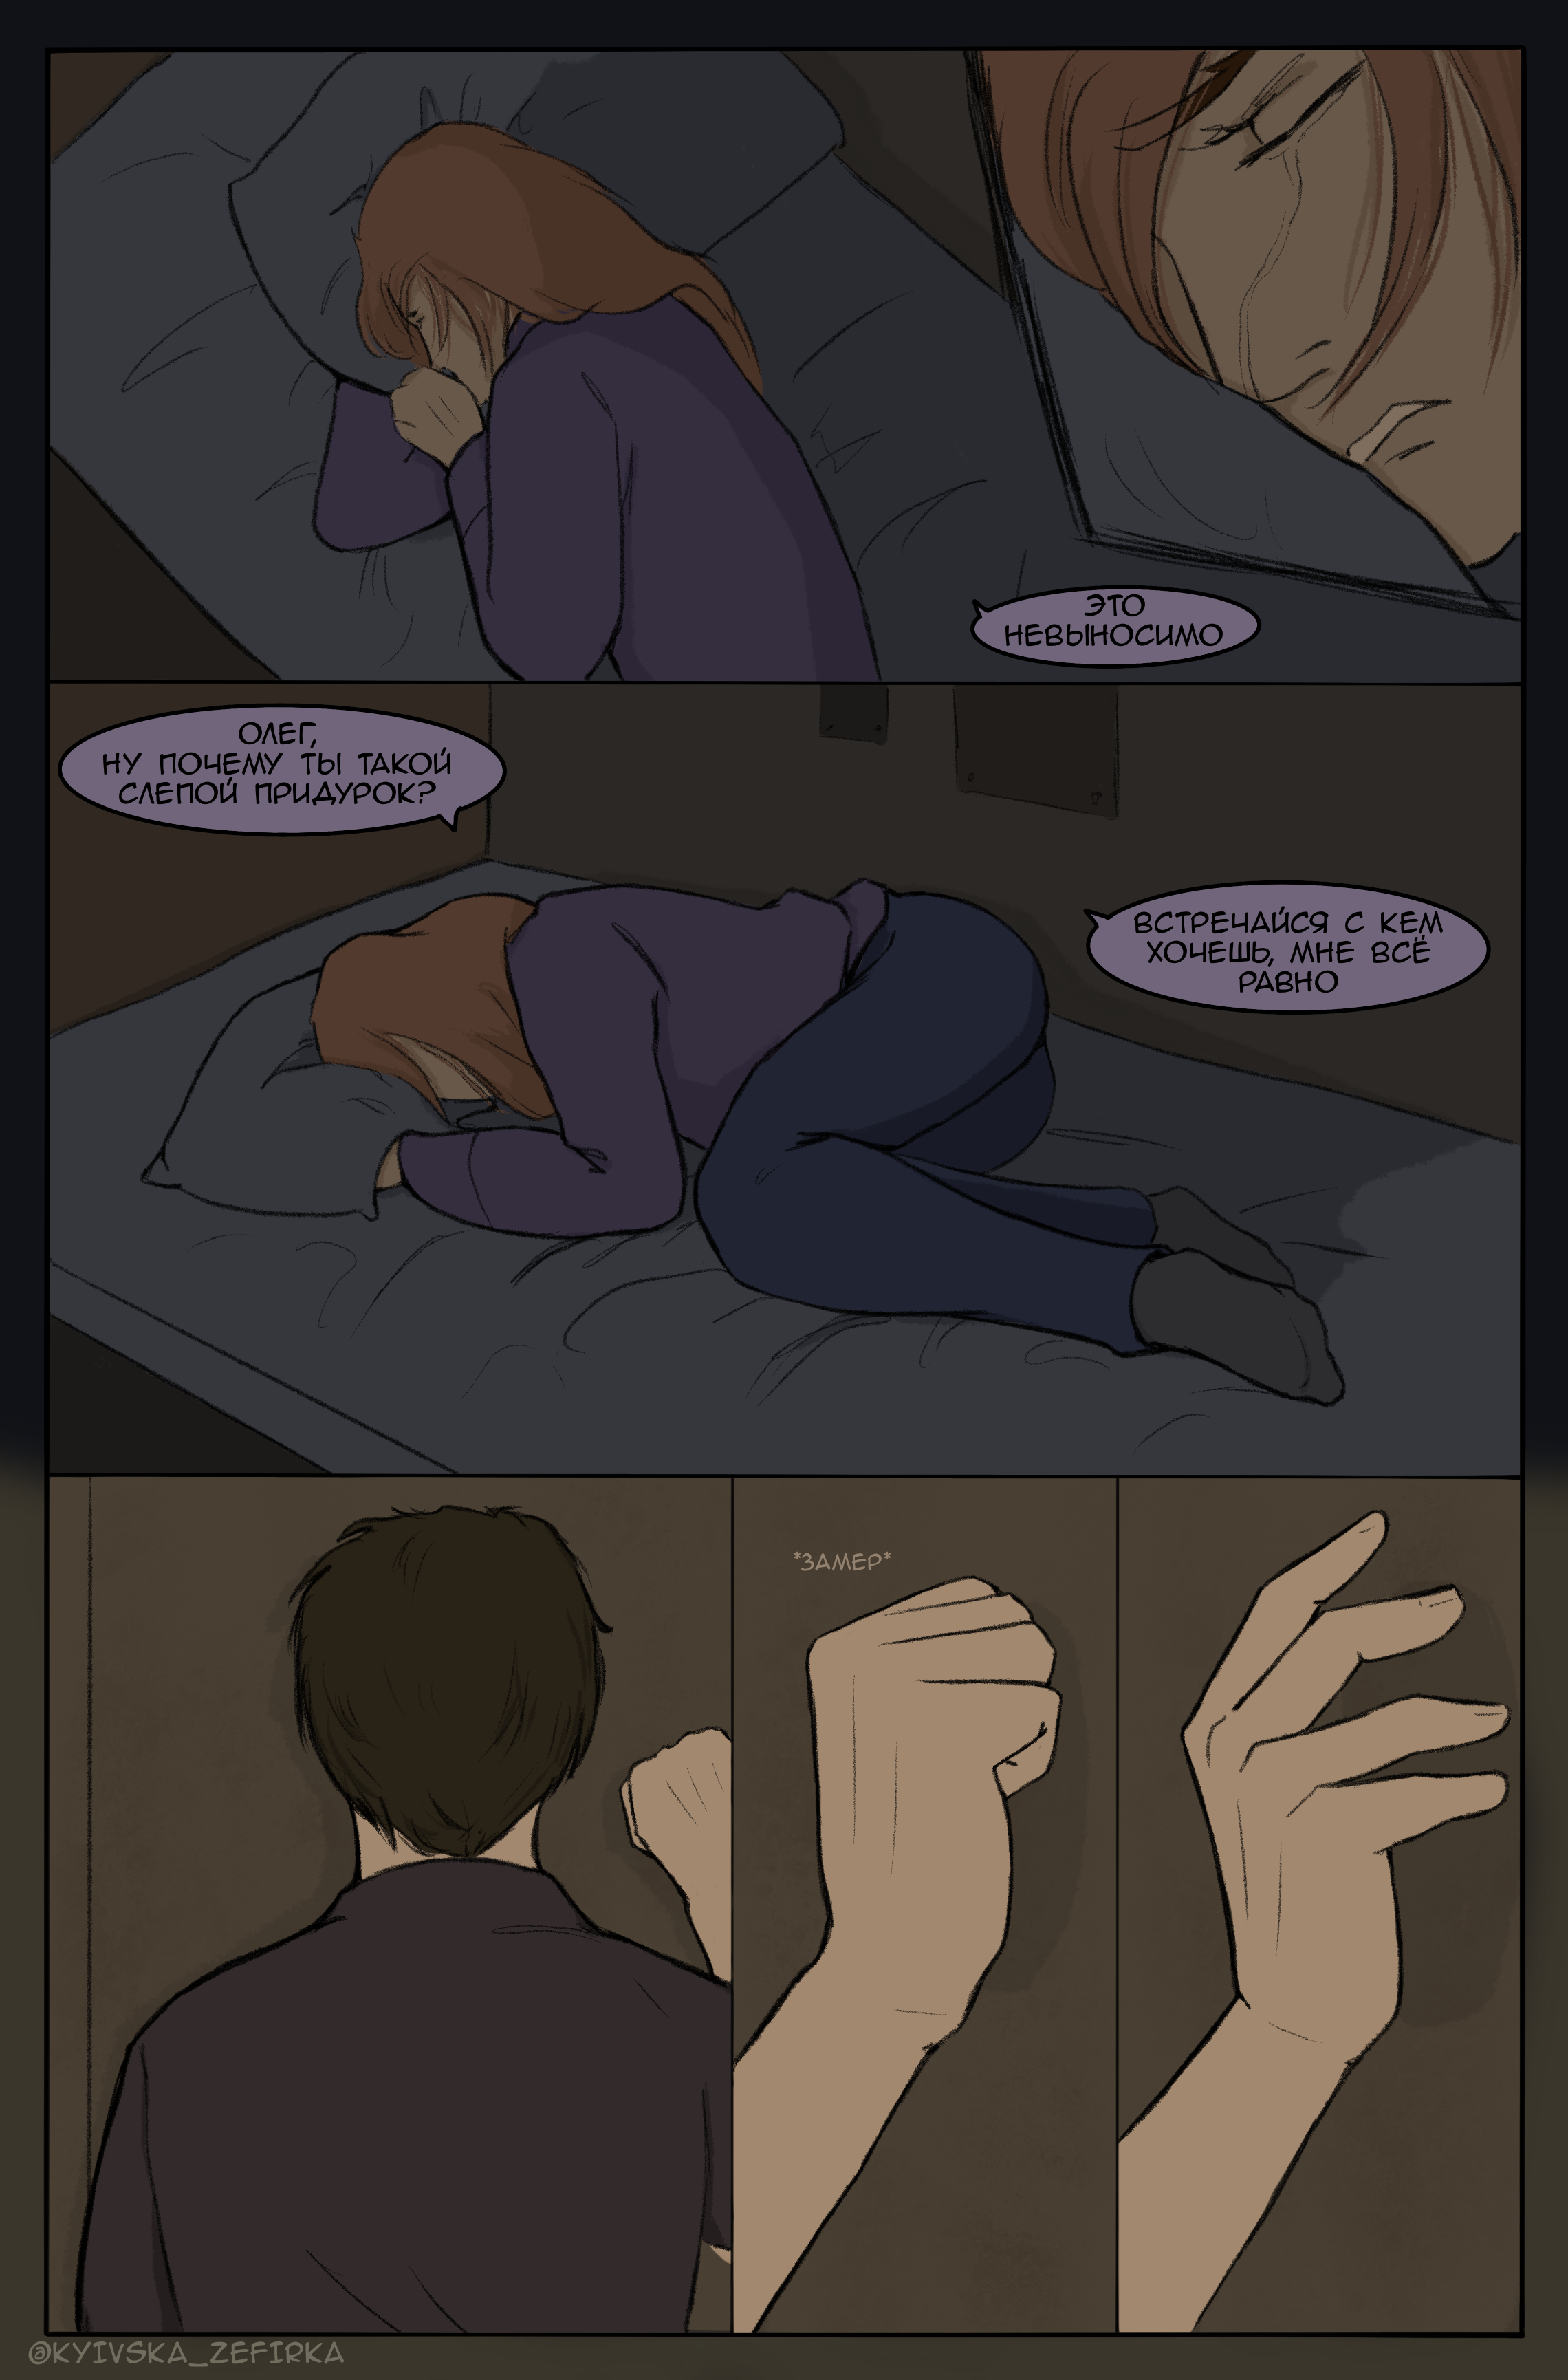 ЭТО
НЕВЫНОСИМО
ОЛЕГ,
НУ ПОЧЕМУ ТЫ ТАКОЙ
СЛЕПОЙ ПРИДУРОК?
ВСТРЕЧАЙСЯ С КЕМ
ХОЧЕШЬ, МНЕ ВСЁ
РАВНО
*ЗАМЕР*
@KYIVSKA_ZEFIRKA